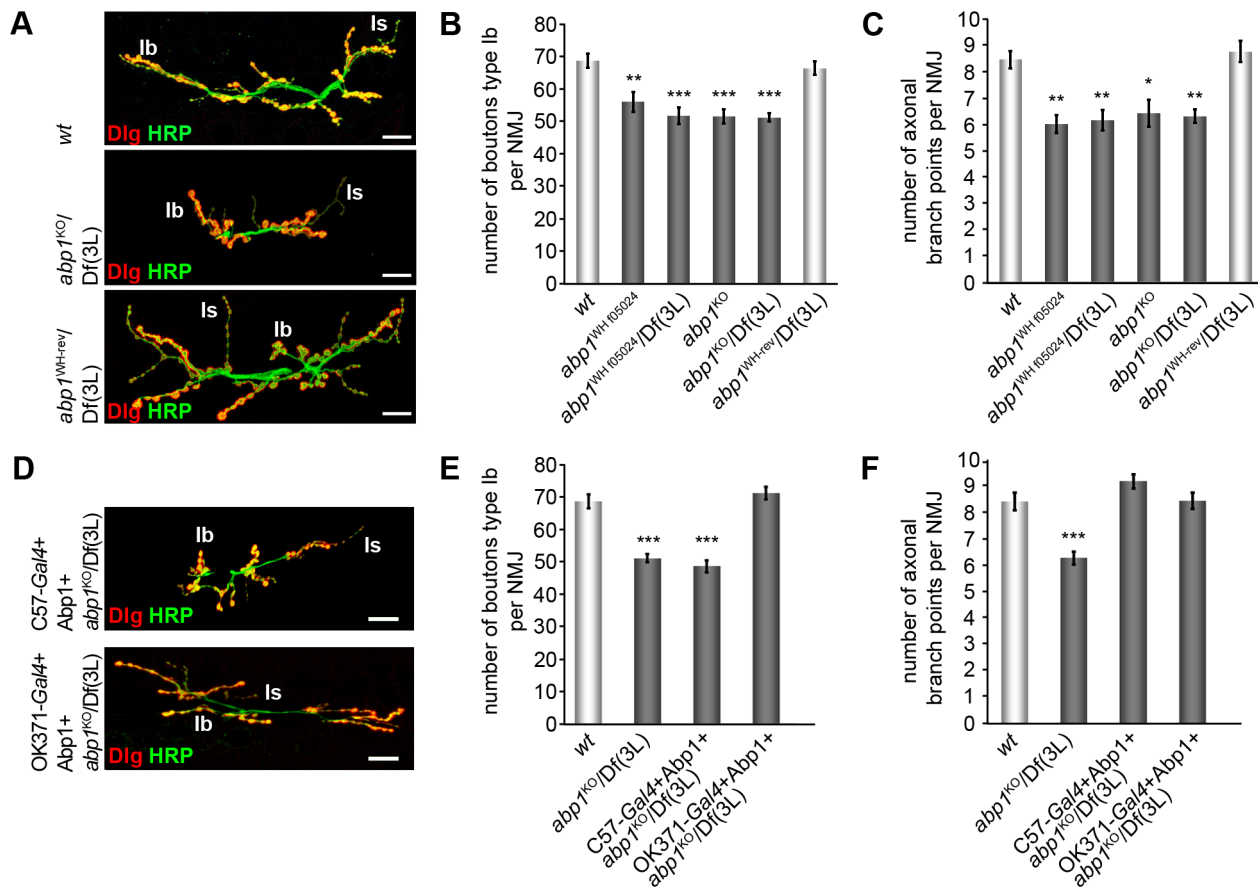 A
Ib
Is
wt
Dlg HRP
Ib
Is
abp1KO/
Df(3L)
Dlg HRP
Is
Ib
abp1WH-rev/
Df(3L)
Dlg HRP
B
number of boutons type Ib
per NMJ
80
70
60
50
40
30
20
10
0
**
***
***
***
wt
abp1WH f05024
abp1WH f05024/Df(3L)
abp1KO
abp1KO/Df(3L)
abp1WH-rev/Df(3L)
C
number of axonal
branch points per NMJ
10
9
8
7
6
5
4
3
2
1
0
**
**
*
**
wt
abp1WH f05024
abp1WH f05024/Df(3L)
abp1KO
abp1KO/Df(3L)
abp1WH-rev/Df(3L)
D
C57-Gal4+
Abp1+
abp1KO/Df(3L)
Ib
Is
Dlg HRP
OK371-Gal4+
Abp1+
abp1KO/Df(3L)
Is
Ib
Dlg HRP
E
number of boutons type Ib
per NMJ
80
70
60
50
40
30
20
10
0
***
***
wt
abp1KO/Df(3L)
C57-Gal4+Abp1+
abp1KO/Df(3L)
OK371-Gal4+Abp1+
abp1KO/Df(3L)
F
number of axonal
branch points per NMJ
10
9
8
7
6
5
4
3
2
1
0
***
wt
abp1KO/Df(3L)
C57-Gal4+Abp1+
abp1KO/Df(3L)
OK371-Gal4+Abp1+
abp1KO/Df(3L)